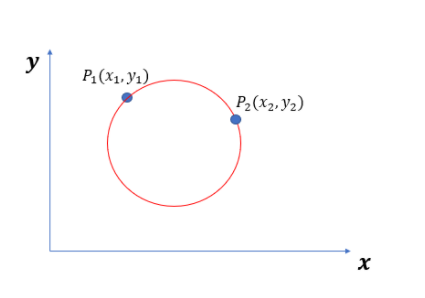 y
P₁(x₁, y₁)
P₂(x₂, y₂)
x